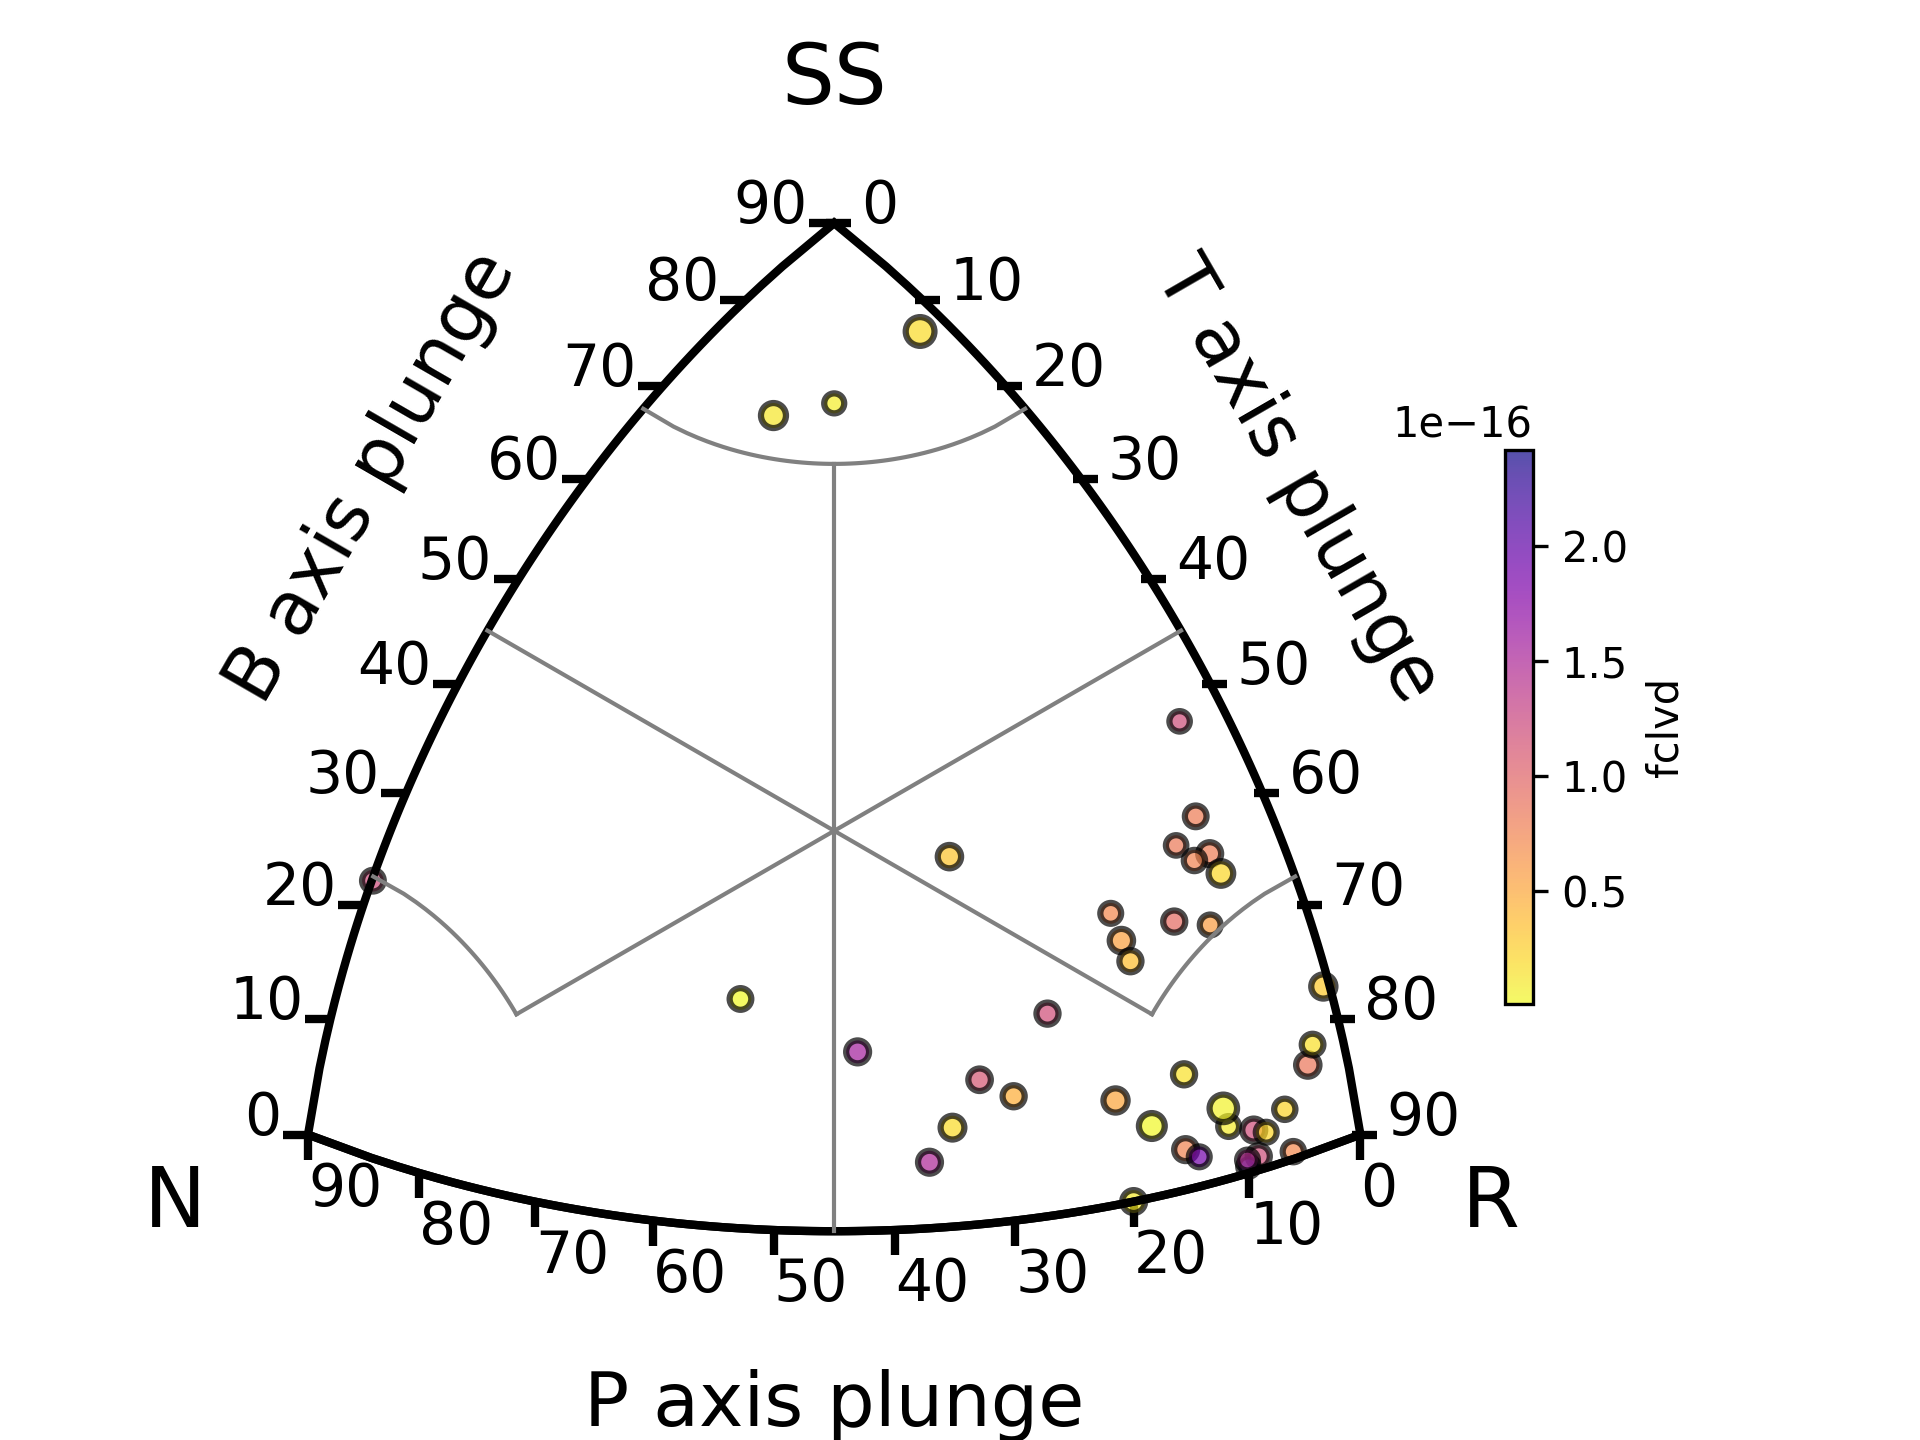 SS
90 0
80 10
70 20
60 30
50 40
40 50
30 60
20 70
10 80
0 90
B axis plunge
T axis plunge
N R
90 80 70 60 50 40 30 20 10 0
P axis plunge
1e−16
2.0
1.5
1.0
0.5
fclvd